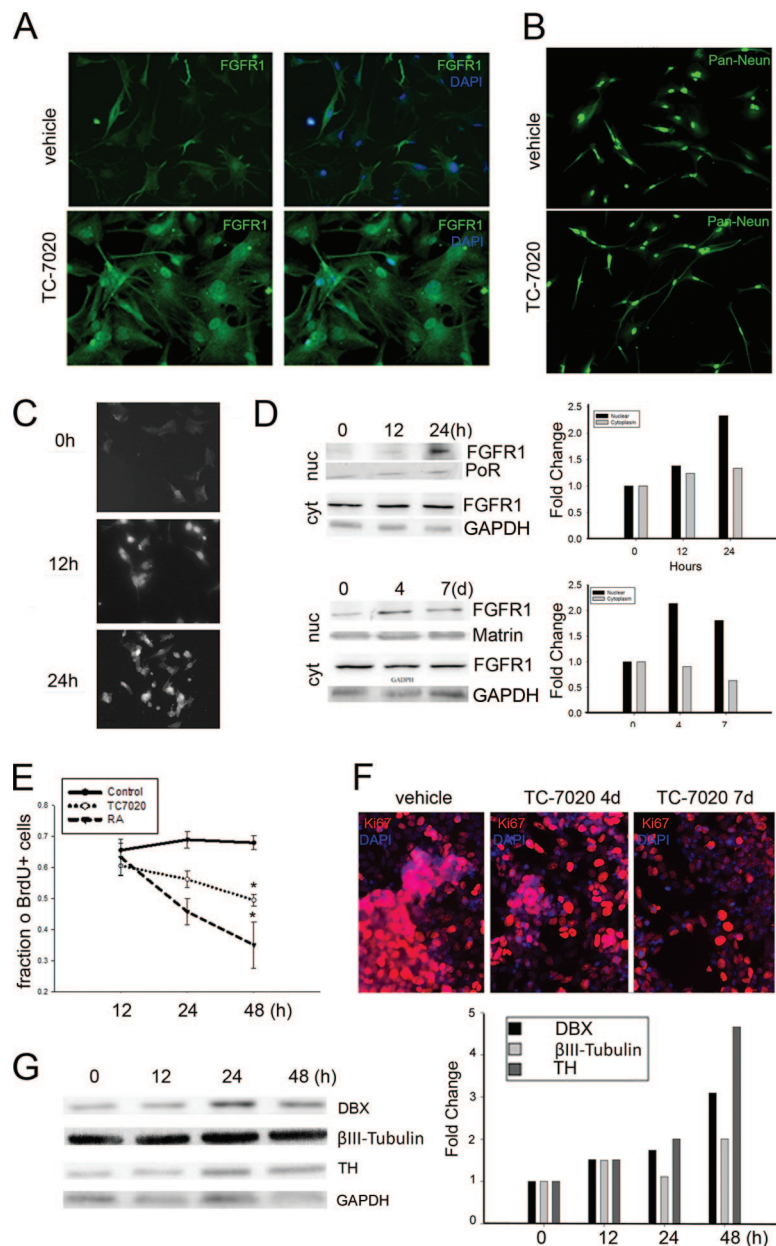 A
FGFR1
FGFR1
DAPI
vehicle
FGFR1
FGFR1
DAPI
TC-7020
B
Pan-Neun
vehicle
Pan-Neun
TC-7020
C
0h
12h
24h
D
0 12 24(h)
nuc
FGFR1
PoR
cyt
FGFR1
GAPDH
2.5
2.0
1.5
1.0
0.5
0.0
Fold Change
Nuclear
Cytoplasm
0 12 24
Hours
0 4 7(d)
nuc
FGFR1
Matrin
cyt
FGFR1
GADPH
GAPDH
2.5
2.0
1.5
1.0
0.5
0.0
Fold Change
Nuclear
Cytoplasm
0 4 7
E
Control
TC7020
RA
0.8
0.7
0.6
0.5
0.4
0.3
0.2
fraction o BrdU+ cells
*
*
12 24 48 (h)
F
vehicle TC-7020 4d TC-7020 7d
Ki67 Ki67 Ki67
DAPI DAPI DAPI
G
0 12 24 48 (h)
DBX
βIII-Tubulin
TH
GAPDH
5
4
3
2
1
0
Fold Change
DBX
βIII-Tubulin
TH
0 12 24 48 (h)